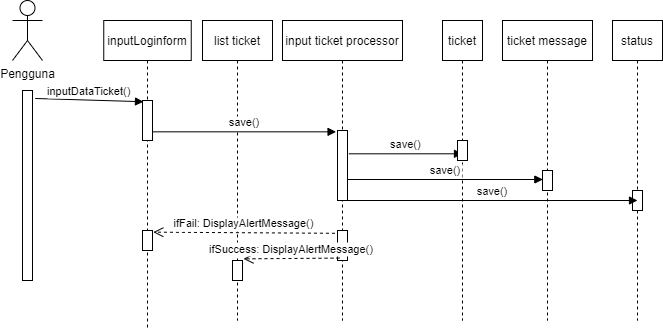 inputLoginform
list ticket
input ticket processor
ticket
ticket message
status
Pengguna
inputDataTicket()
save()
save()
save()
save()
ifFail: DisplayAlertMessage()
ifSuccess: DisplayAlertMessage()